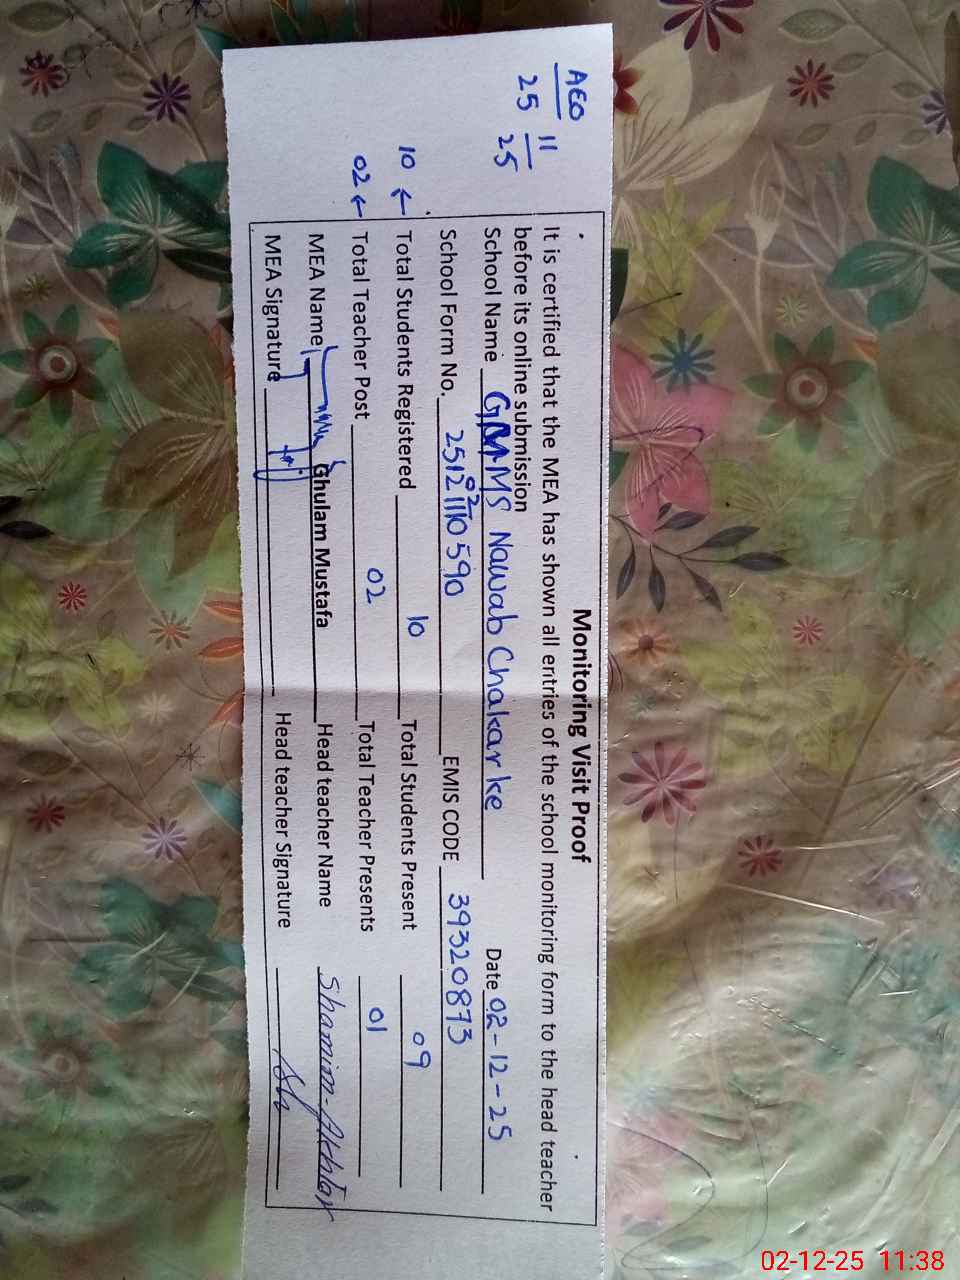 AEO
25 11
25
Monitoring Visit Proof
It is certified that the MEA has shown all entries of the school monitoring form to the head teacher
before its online submission
School Name GMMS Nawab Chakar ke Date 02-12-25
School Form No. 25121110590 02 EMIS CODE 39320873
10 ← Total Students Registered 10 Total Students Present 09
02 ← Total Teacher Post 02 Total Teacher Presents 01
MEA Name Ghulam Mustafa Head teacher Name Shamim Akhtar
MEA Signature Head teacher Signature
02-12-25 11:38